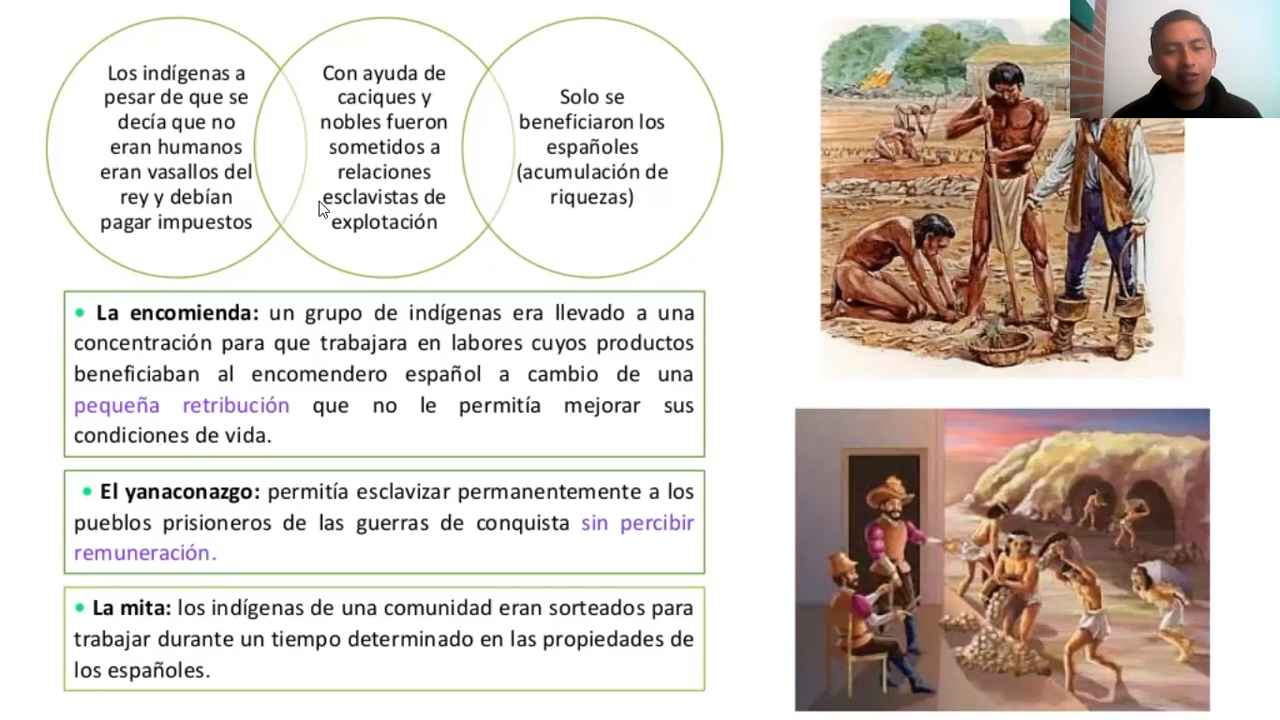 Los indígenas a
pesar de que se
decía que no
eran humanos
eran vasallos del
rey y debían
pagar impuestos
Con ayuda de
caciques y
nobles fueron
sometidos a
relaciones
esclavistas de
explotación
Solo se
beneficiaron los
españoles
(acumulación de
riquezas)
• La encomienda: un grupo de indígenas era llevado a una
concentración para que trabajara en labores cuyos productos
beneficiaban al encomendero español a cambio de una
pequeña retribución que no le permitía mejorar sus
condiciones de vida.
• El yanaconazgo: permitía esclavizar permanentemente a los
pueblos prisioneros de las guerras de conquista sin percibir
remuneración.
• La mita: los indígenas de una comunidad eran sorteados para
trabajar durante un tiempo determinado en las propiedades de
los españoles.